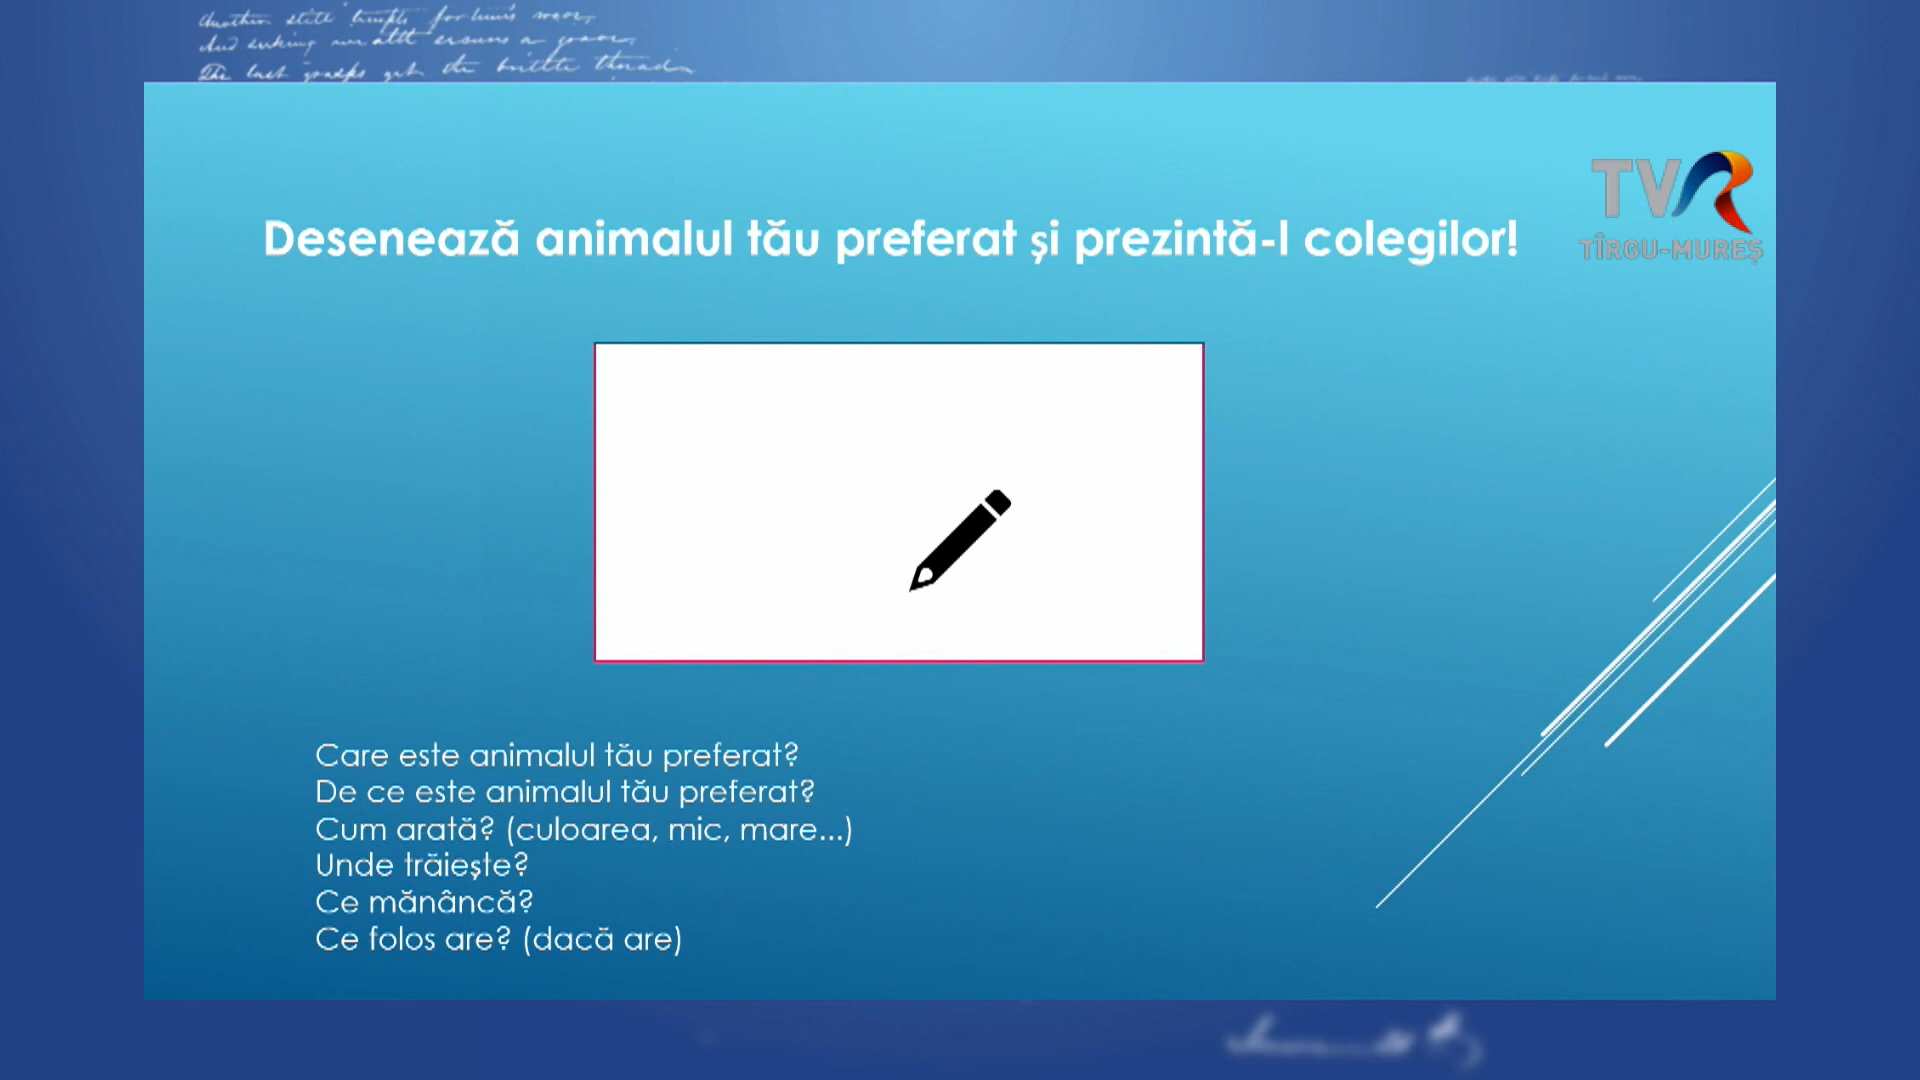 Desenează animalul tău preferat și prezintă-l colegilor!
TVR
TÎRGU-MUREȘ
Care este animalul tău preferat?
De ce este animalul tău preferat?
Cum arată? (culoarea, mic, mare...)
Unde trăiește?
Ce mănâncă?
Ce folos are? (dacă are)